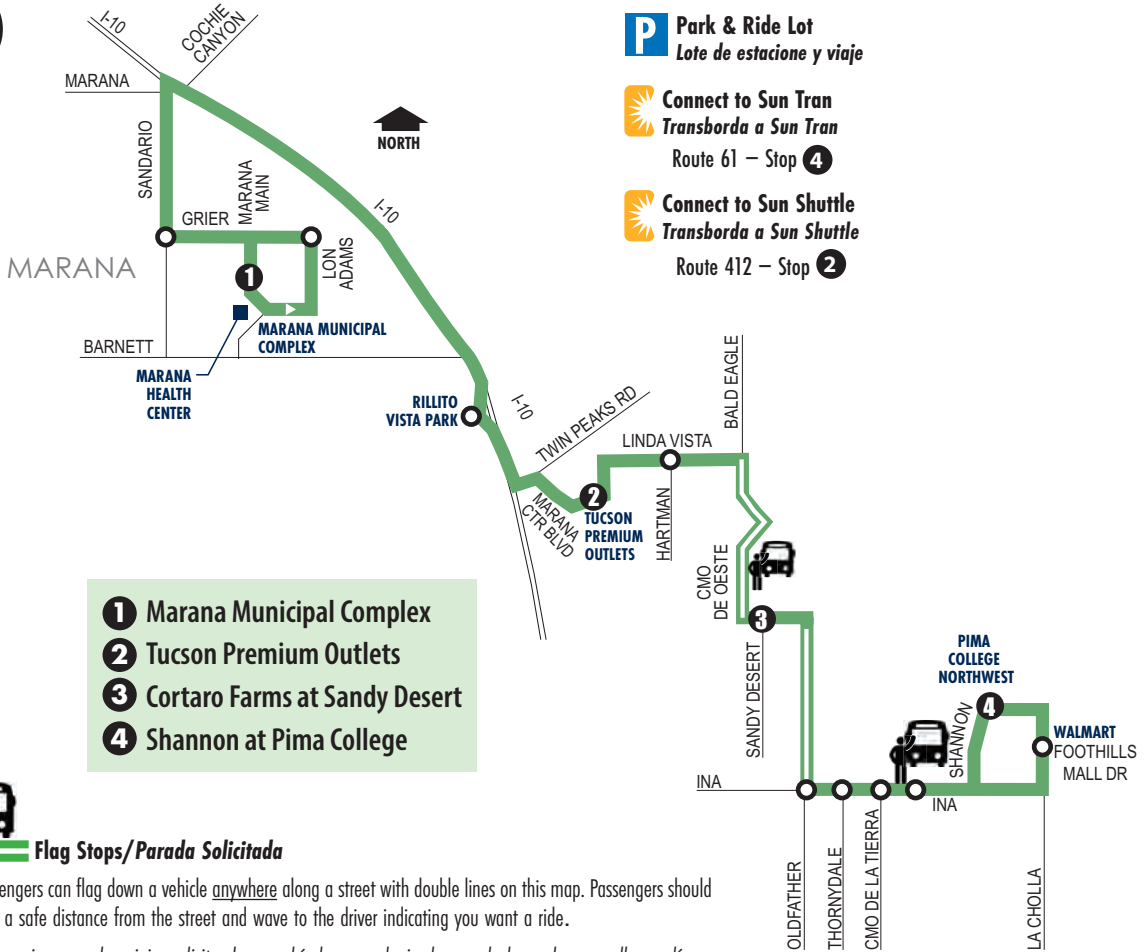 I-10
COCHIE
CANYON
MARANA
SANDARIO
GRIER
MARANA
MAIN
LON
ADAMS
I-10
NORTH
MARANA
1
MARANA MUNICIPAL
COMPLEX
BARNETT
MARANA
HEALTH
CENTER
RILLITO
VISTA PARK
I-10
TWIN PEAKS RD
MARANA
CTR BLVD
2
TUCSON
PREMIUM
OUTLETS
LINDA VISTA
HARTMAN
BALD EAGLE
CMO
DE OESTE
3
SANDY DESERT
PIMA
COLLEGE
NORTHWEST
4
SHANNON
WALMART
FOOTHILLS
MALL DR
INA
INA
OLDFATHER
THORNYDALE
CMO DE LA TIERRA
LA CHOLLA
P Park & Ride Lot
Lote de estacione y viaje
Connect to Sun Tran
Transborda a Sun Tran
Route 61 – Stop 4
Connect to Sun Shuttle
Transborda a Sun Shuttle
Route 412 – Stop 2
1 Marana Municipal Complex
2 Tucson Premium Outlets
3 Cortaro Farms at Sandy Desert
4 Shannon at Pima College
Flag Stops/Parada Solicitada
engers can flag down a vehicle anywhere along a street with double lines on this map. Passengers should
a safe distance from the street and wave to the driver indicating you want a ride.